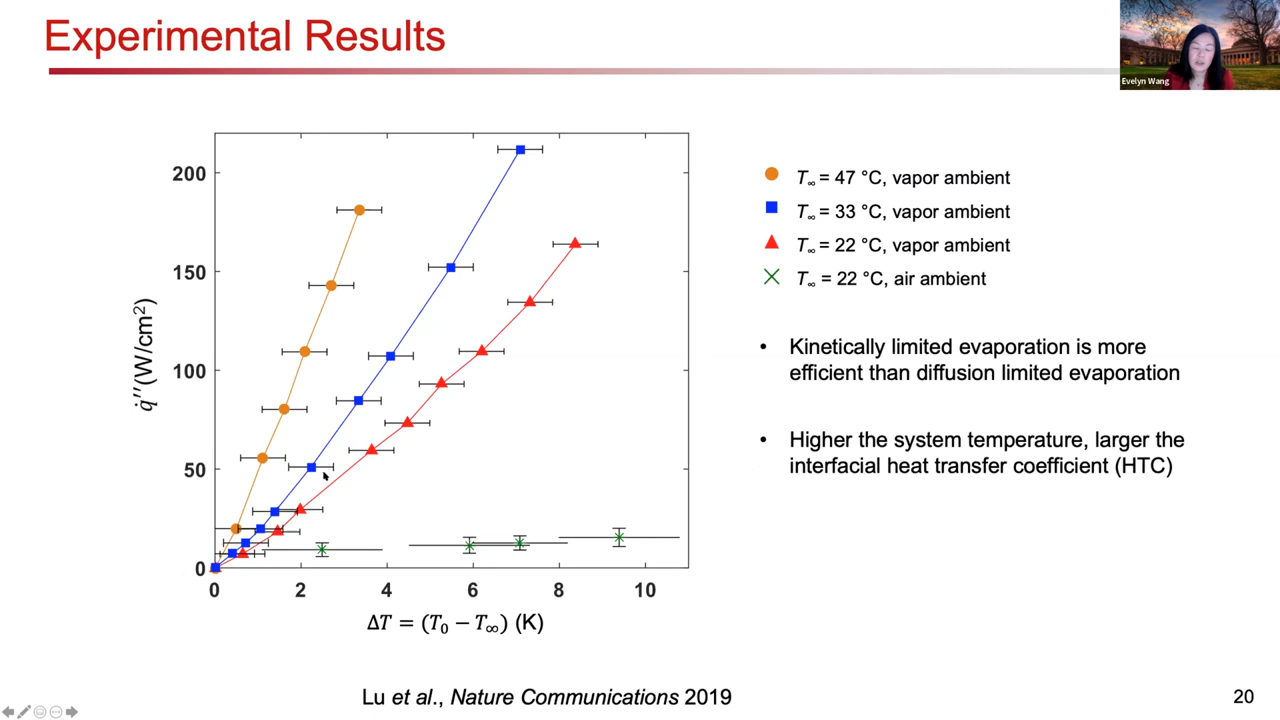 Experimental Results
Evelyn Wang
200
150
100
50
0
0 2 4 6 8 10
q̇′′(W/cm²)
ΔT = (T₀ − T∞) (K)
T∞ = 47 °C, vapor ambient
T∞ = 33 °C, vapor ambient
T∞ = 22 °C, vapor ambient
T∞ = 22 °C, air ambient
• Kinetically limited evaporation is more
efficient than diffusion limited evaporation
• Higher the system temperature, larger the
interfacial heat transfer coefficient (HTC)
Lu et al., Nature Communications 2019
20